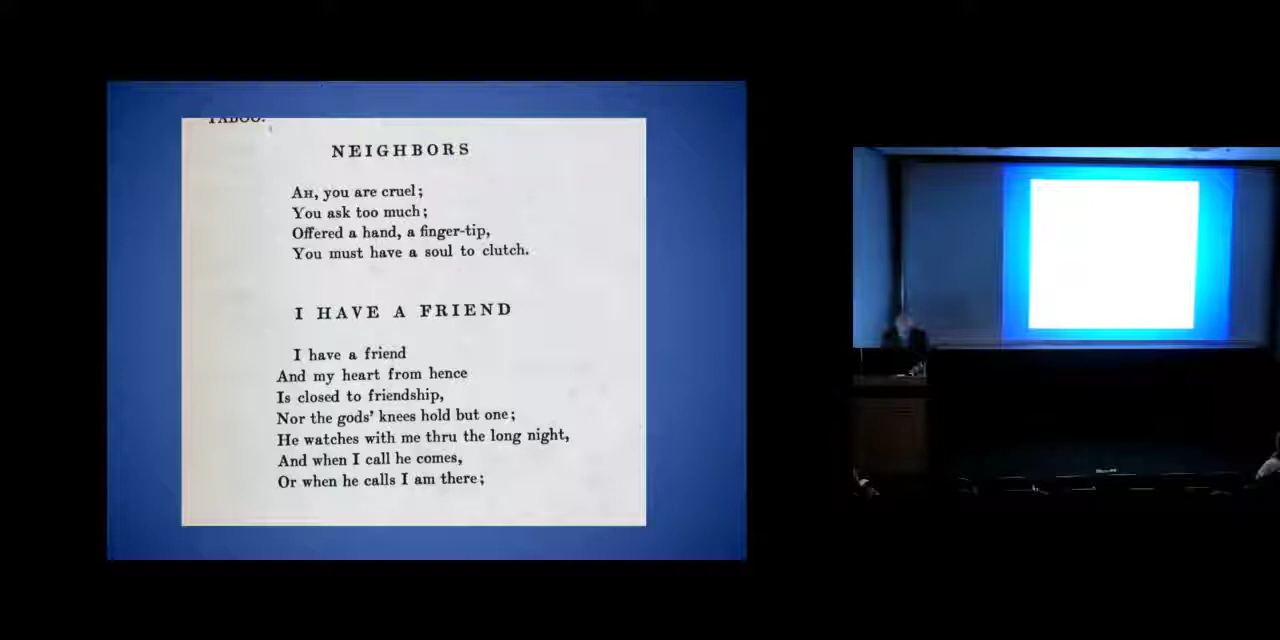 TABOO.
NEIGHBORS
AH, you are cruel;
You ask too much;
Offered a hand, a finger-tip,
You must have a soul to clutch.
I HAVE A FRIEND
I have a friend
And my heart from hence
Is closed to friendship,
Nor the gods' knees hold but one;
He watches with me thru the long night,
And when I call he comes,
Or when he calls I am there;